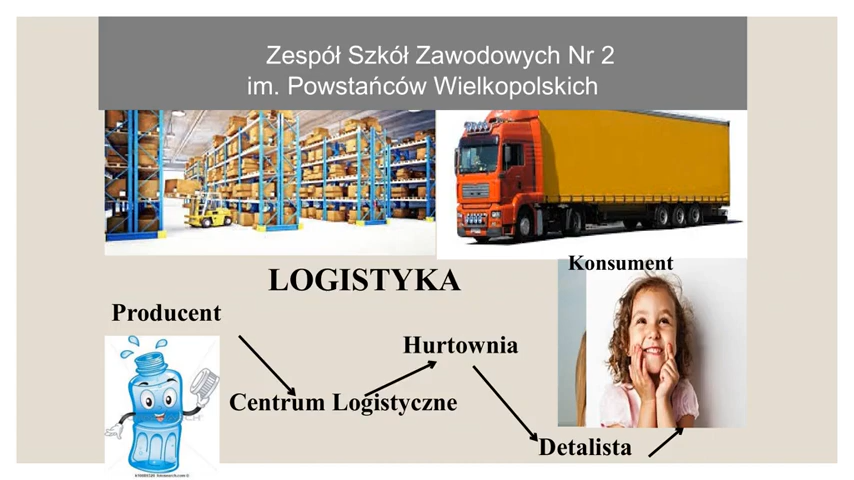 Zespół Szkół Zawodowych Nr 2
im. Powstańców Wielkopolskich
Konsument
LOGISTYKA
Producent
Hurtownia
Centrum Logistyczne
Detalista